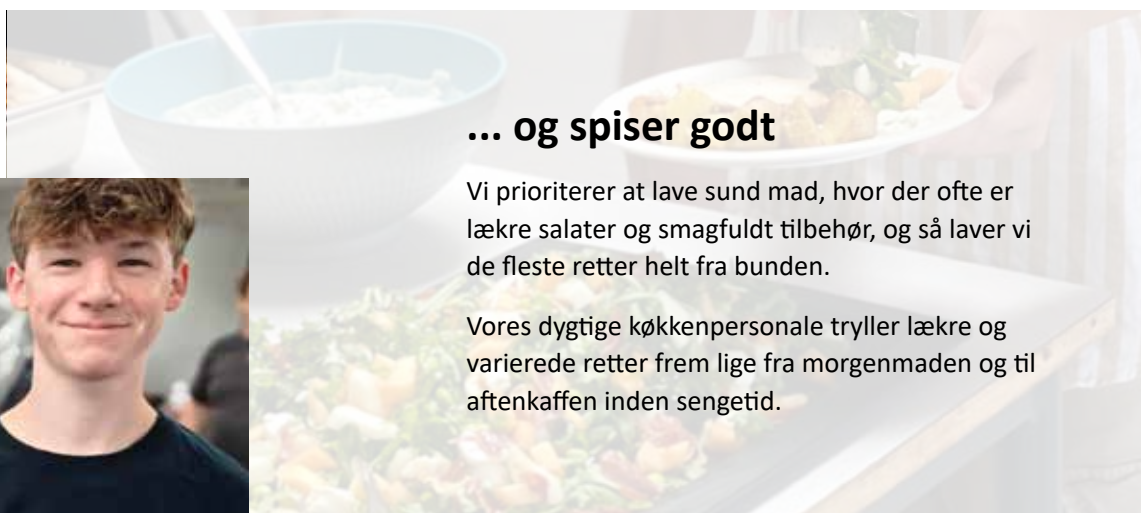 ... og spiser godt
Vi prioriterer at lave sund mad, hvor der ofte er
lækre salater og smagfuldt tilbehør, og så laver vi
de fleste retter helt fra bunden.
Vores dygtige køkkenpersonale tryller lækre og
varierede retter frem lige fra morgenmaden og til
aftenkaffen inden sengetid.